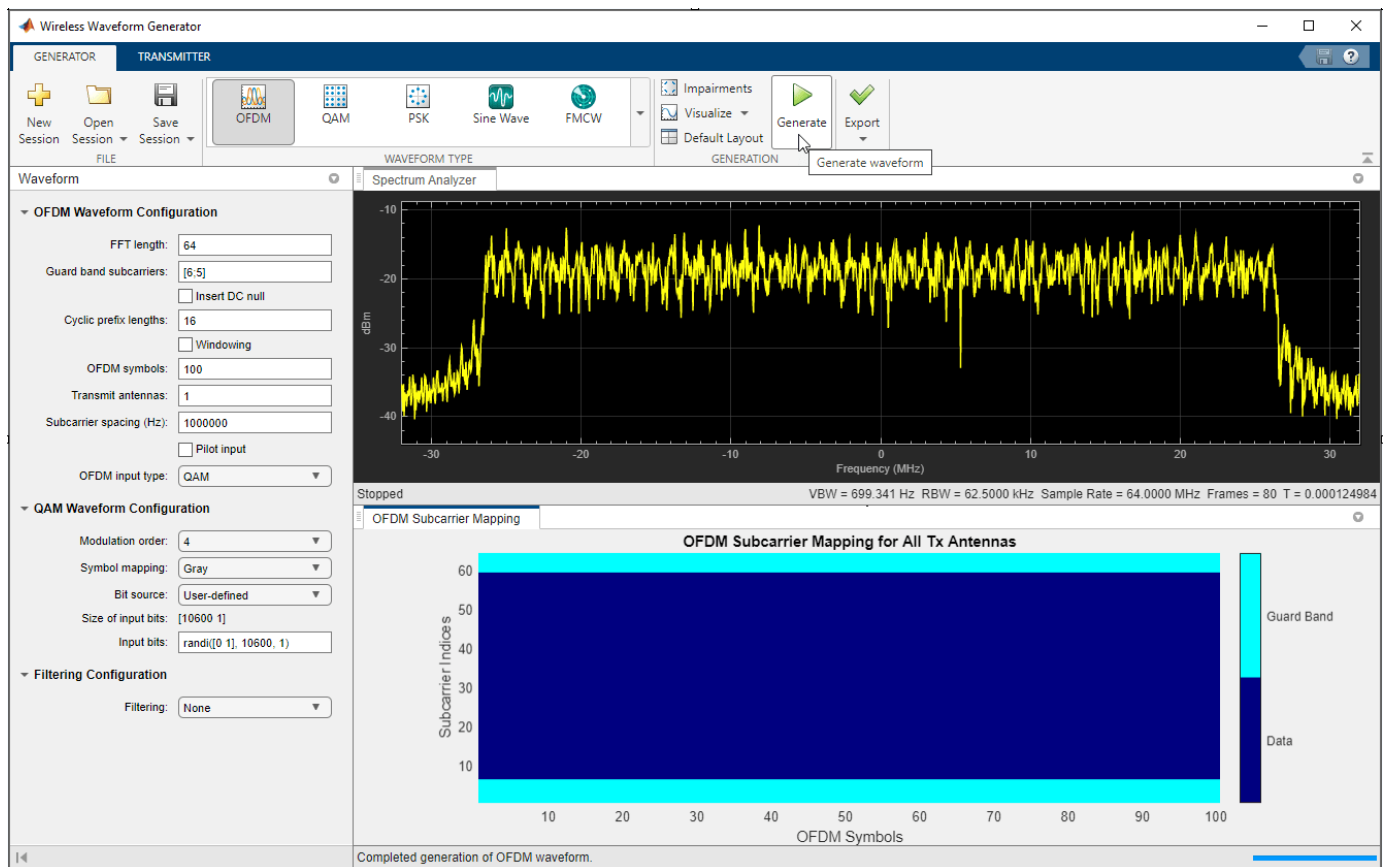 Wireless Waveform Generator
GENERATOR TRANSMITTER
New Session
Open Session
Save Session
FILE
OFDM QAM PSK Sine Wave FMCW
WAVEFORM TYPE
Impairments
Visualize
Default Layout
Generate
Export
GENERATION
Generate waveform
Waveform
OFDM Waveform Configuration
FFT length: 64
Guard band subcarriers: [6;5]
Insert DC null
Cyclic prefix lengths: 16
Windowing
OFDM symbols: 100
Transmit antennas: 1
Subcarrier spacing (Hz): 1000000
Pilot input
OFDM input type: QAM
QAM Waveform Configuration
Modulation order: 4
Symbol mapping: Gray
Bit source: User-defined
Size of input bits: [10600 1]
Input bits: randi([0 1], 10600, 1)
Filtering Configuration
Filtering: None
Spectrum Analyzer
-10
-20
-30
-40
dBm
-30 -20 -10 0 10 20 30
Frequency (MHz)
Stopped VBW = 699.341 Hz RBW = 62.5000 kHz Sample Rate = 64.0000 MHz Frames = 80 T = 0.000124984
OFDM Subcarrier Mapping
OFDM Subcarrier Mapping for All Tx Antennas
60
50
40
30
20
10
Subcarrier Indices
10 20 30 40 50 60 70 80 90 100
OFDM Symbols
Guard Band
Data
Completed generation of OFDM waveform.